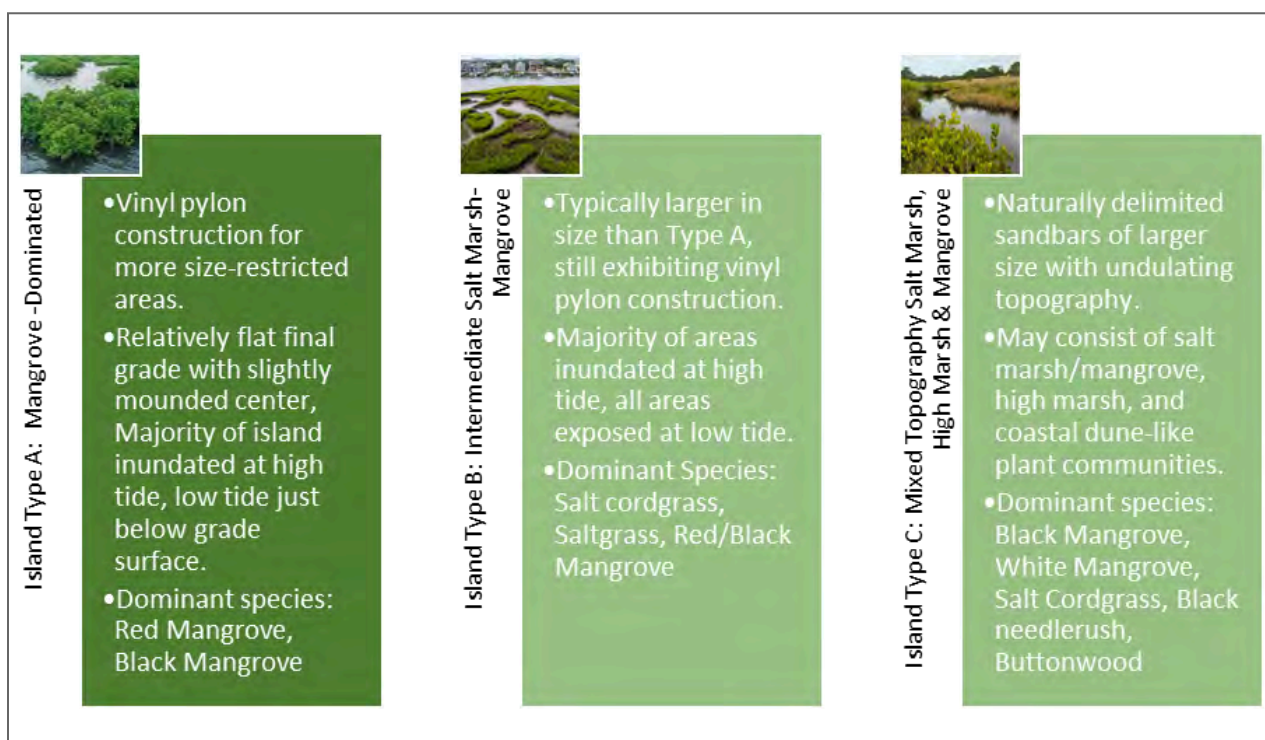 Island Type A:  Mangrove -Dominated
•Vinyl pylon
construction for
more size-restricted
areas.
•Relatively flat final
grade with slightly
mounded center,
Majority of island
inundated at high
tide, low tide just
below grade
surface.
•Dominant species:
Red Mangrove,
Black Mangrove
Island Type B: Intermediate Salt Marsh-
Mangrove
•Typically larger in
size than Type A,
still exhibiting vinyl
pylon construction.
•Majority of areas
inundated at high
tide, all areas
exposed at low tide.
•Dominant Species:
Salt cordgrass,
Saltgrass, Red/Black
Mangrove
Island Type C:  Mixed Topography Salt Marsh,
High Marsh & Mangrove
•Naturally delimited
sandbars of larger
size with undulating
topography.
•May consist of salt
marsh/mangrove,
high marsh, and
coastal dune-like
plant communities.
•Dominant species:
Black Mangrove,
White Mangrove,
Salt Cordgrass, Black
needlerush,
Buttonwood